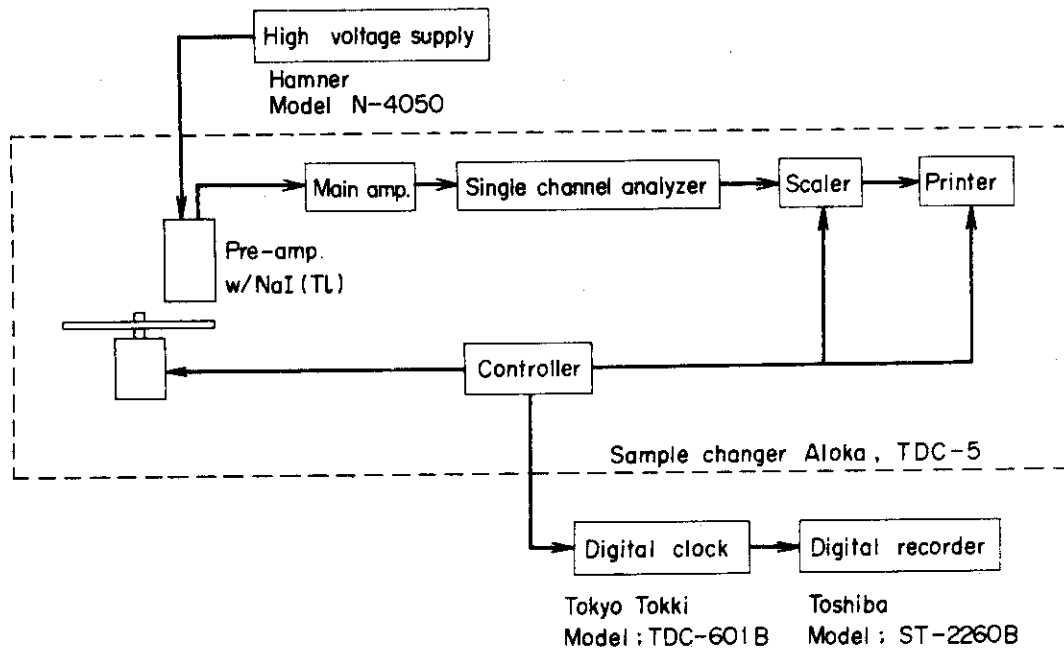 High voltage supply
Hamner
Model N-4050
Main amp.
Single channel analyzer
Scaler
Printer
Pre-amp.
w/NaI(Tl)
Controller
Sample changer Aloka, TDC-5
Digital clock
Digital recorder
Tokyo Tokki
Model; TDC-601B
Toshiba
Model; ST-2260B